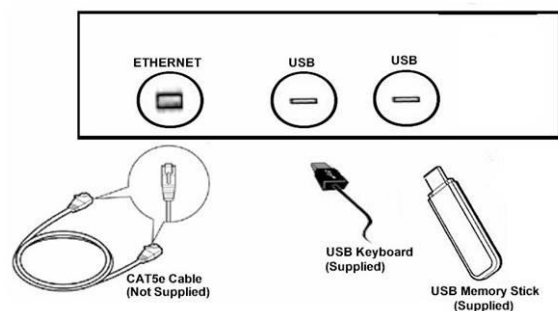 ETHERNET
USB
USB
CAT5e Cable
(Not Supplied)
USB Keyboard
(Supplied)
USB Memory Stick
(Supplied)